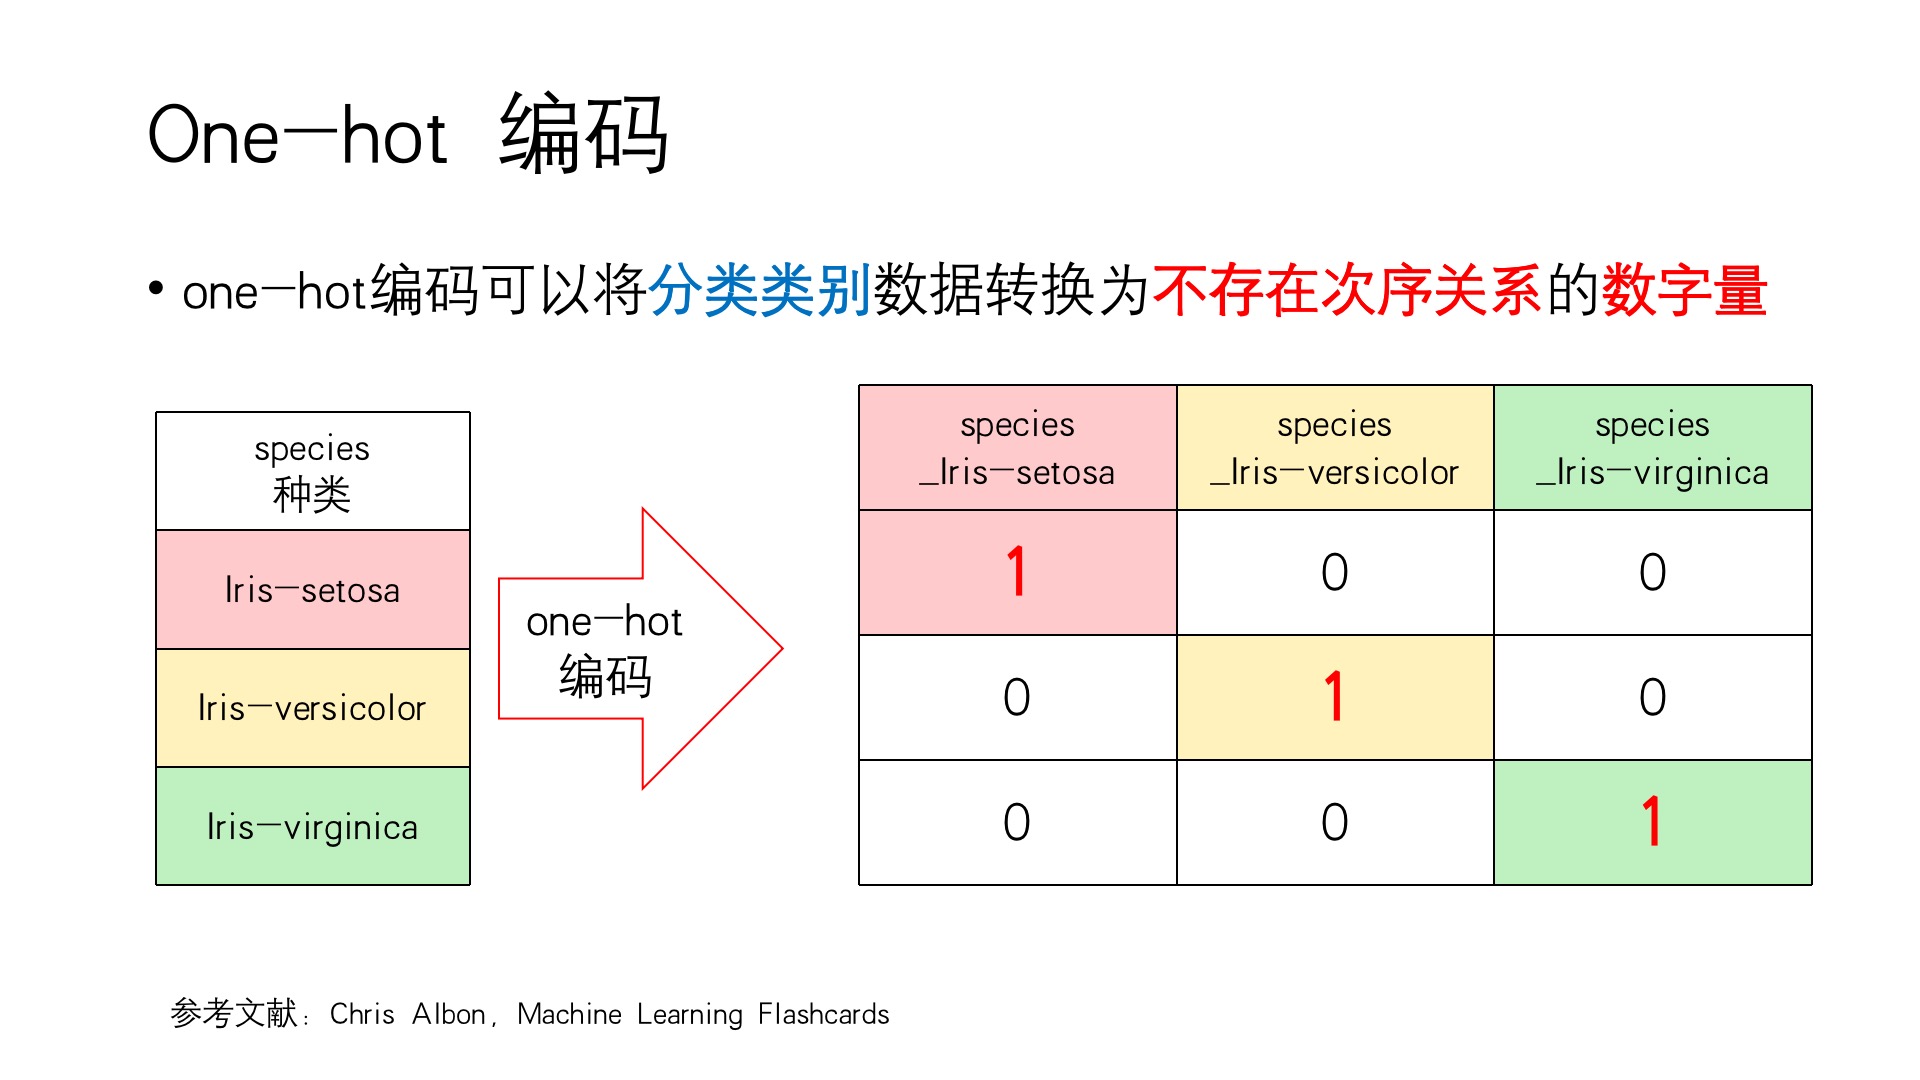 One-hot 编码
• one-hot编码可以将分类类别数据转换为不存在次序关系的数字量
species
种类
Iris-setosa
Iris-versicolor
Iris-virginica
one-hot
编码
species
_Iris-setosa
species
_Iris-versicolor
species
_Iris-virginica
1 0 0
0 1 0
0 0 1
参考文献: Chris Albon, Machine Learning Flashcards